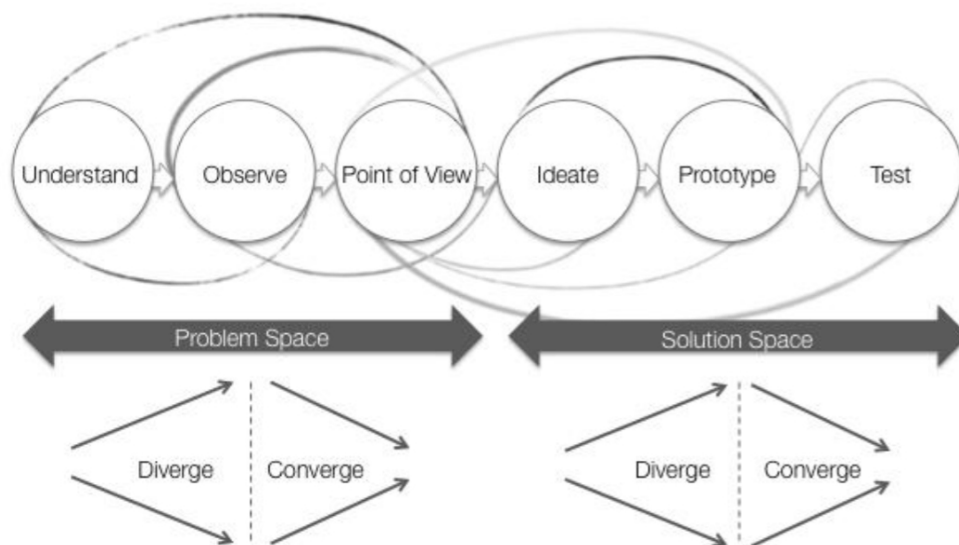 Understand
Observe
Point of View
Ideate
Prototype
Test
Problem Space
Solution Space
Diverge
Converge
Diverge
Converge